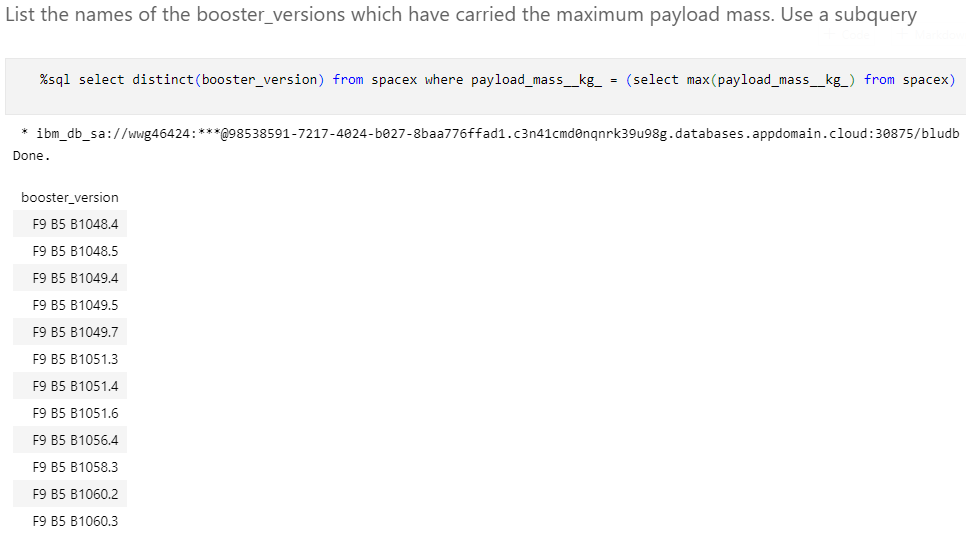 List the names of the booster_versions which have carried the maximum payload mass. Use a subquery
%sql select distinct(booster_version) from spacex where payload_mass__kg_ = (select max(payload_mass__kg_) from spacex)
* ibm_db_sa://wwg46424:***@98538591-7217-4024-b027-8baa776ffad1.c3n41cmd0nqnrk39u98g.databases.appdomain.cloud:30875/bludb
Done.
booster_version
F9 B5 B1048.4
F9 B5 B1048.5
F9 B5 B1049.4
F9 B5 B1049.5
F9 B5 B1049.7
F9 B5 B1051.3
F9 B5 B1051.4
F9 B5 B1051.6
F9 B5 B1056.4
F9 B5 B1058.3
F9 B5 B1060.2
F9 B5 B1060.3